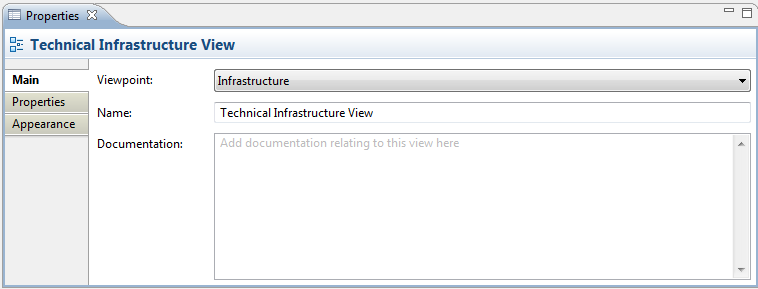 Properties
Technical Infrastructure View
Main
Viewpoint: Infrastructure
Properties
Name: Technical Infrastructure View
Appearance
Documentation: Add documentation relating to this view here